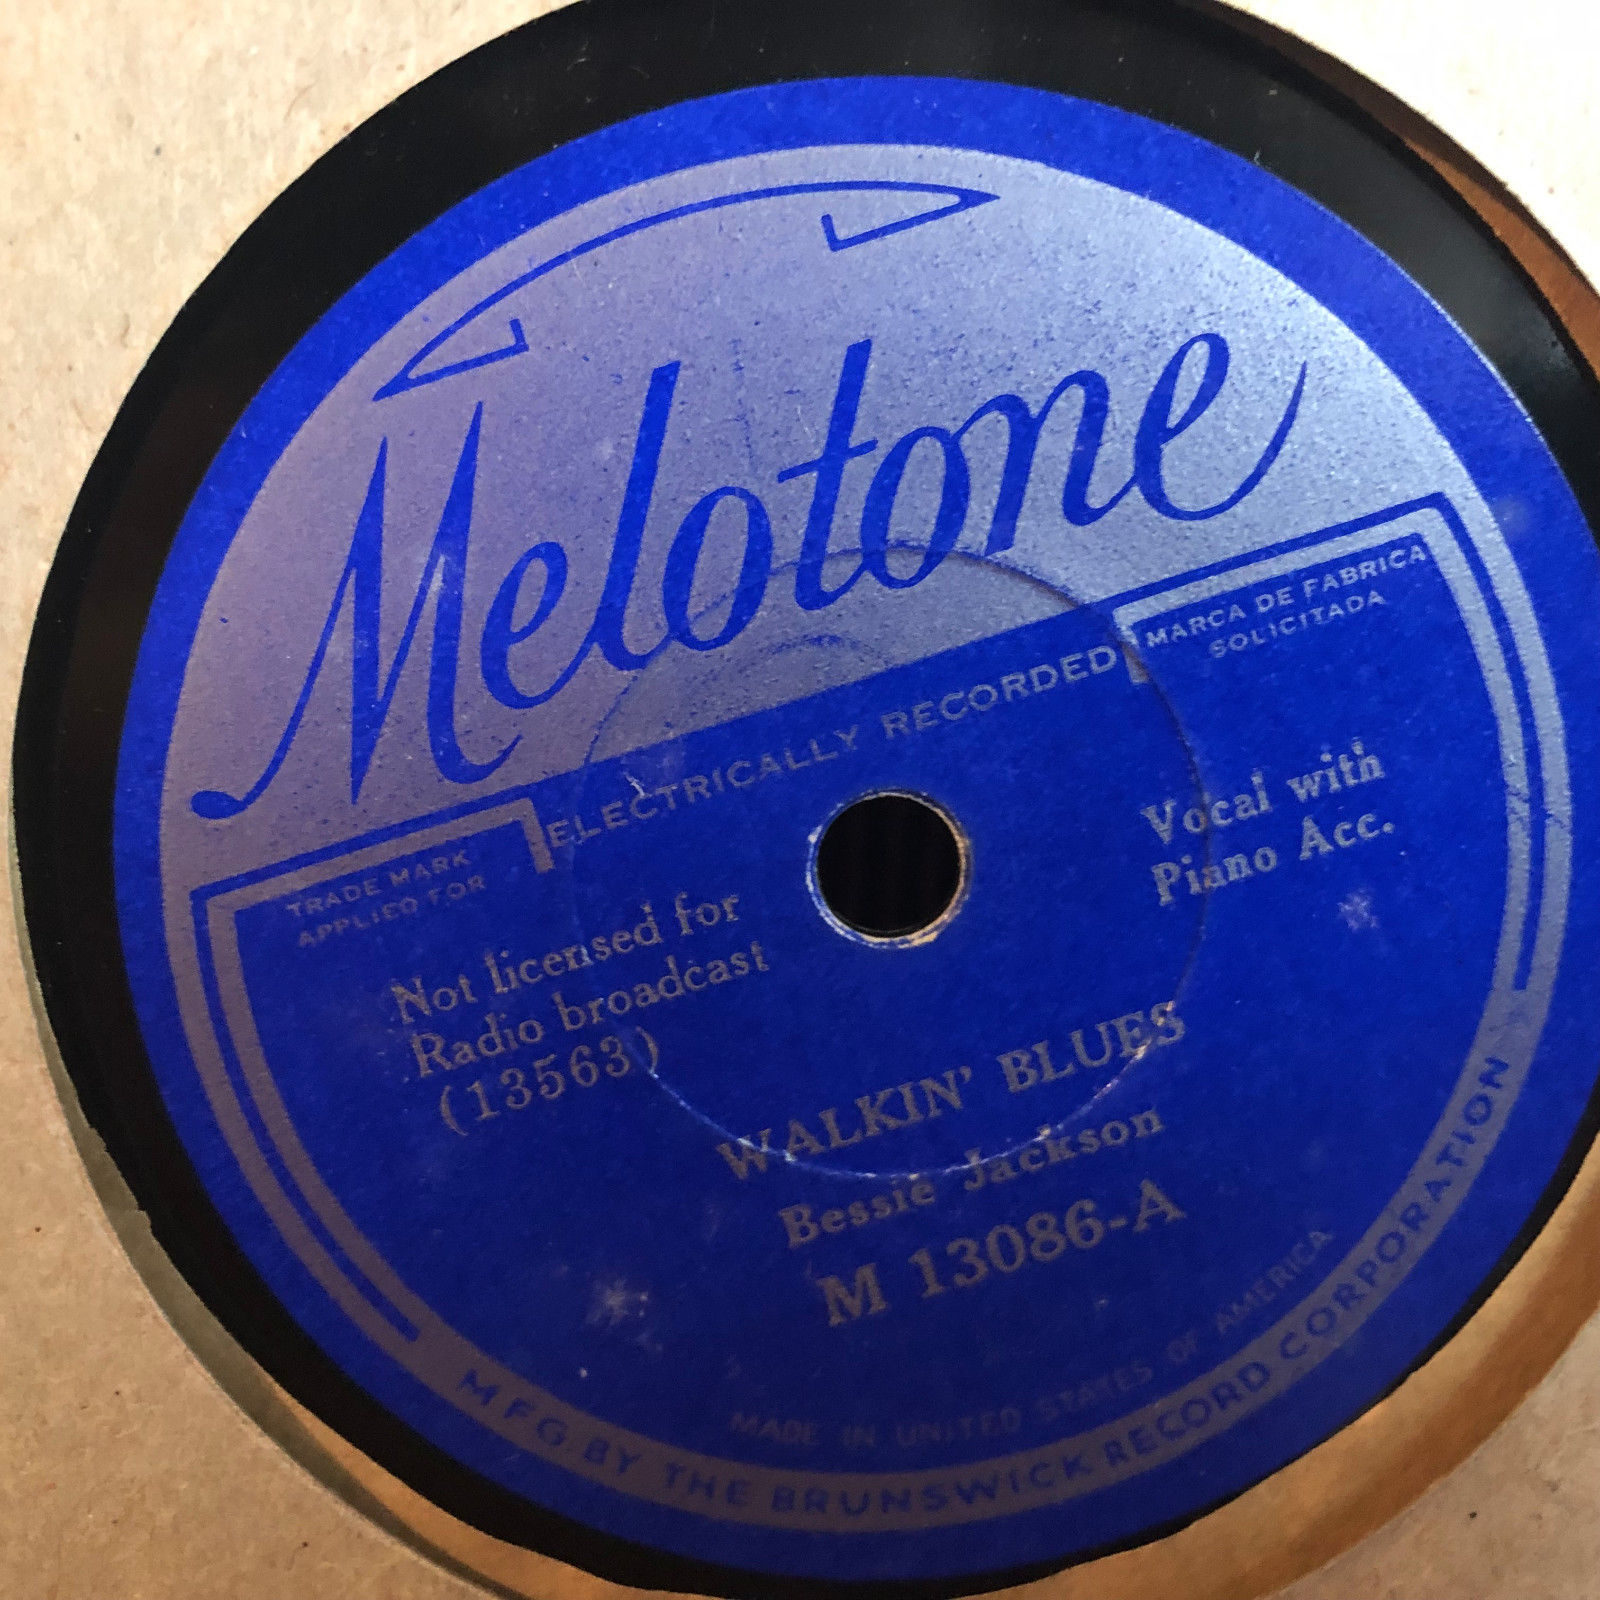 Melotone
ELECTRICALLY RECORDED
MARCA DE FABRICA
SOLICITADA
TRADE MARK
APPLIED FOR
Vocal with
Piano Acc.
Not licensed for
Radio broadcast
(13563)
WALKIN' BLUES
Bessie Jackson
M 13086-A
MADE IN UNITED STATES OF AMERICA
MFG. BY THE BRUNSWICK RECORD CORPORATION